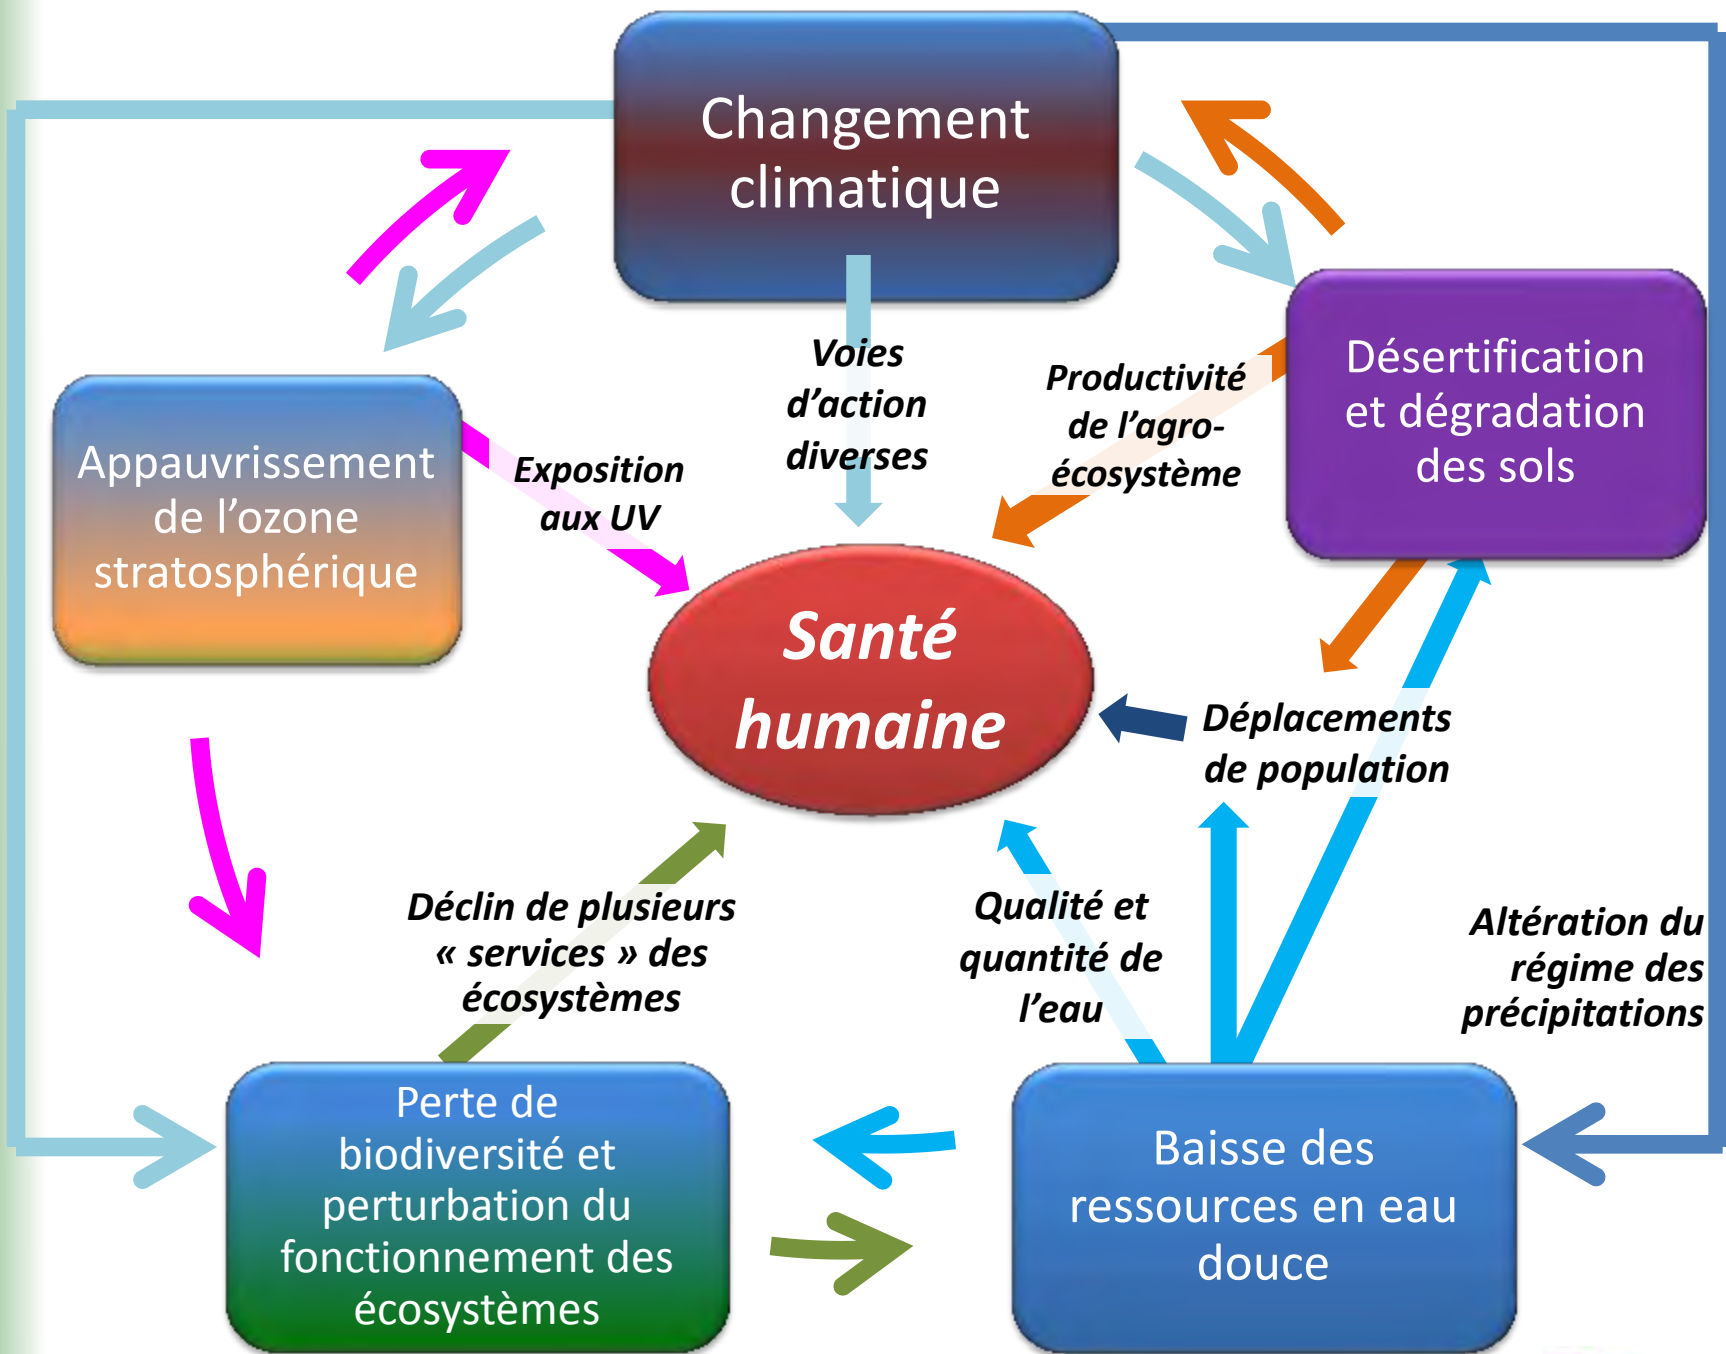 Changement
climatique
Voies
d’action
diverses
Productivité
de l’agro-
écosystème
Désertification
et dégradation
des sols
Appauvrissement
de l’ozone
stratosphérique
Exposition
aux UV
Santé
humaine
Déplacements
de population
Déclin de plusieurs
« services » des
écosystèmes
Qualité et
quantité de
l’eau
Altération du
régime des
précipitations
Perte de
biodiversité et
perturbation du
fonctionnement des
écosystèmes
Baisse des
ressources en eau
douce